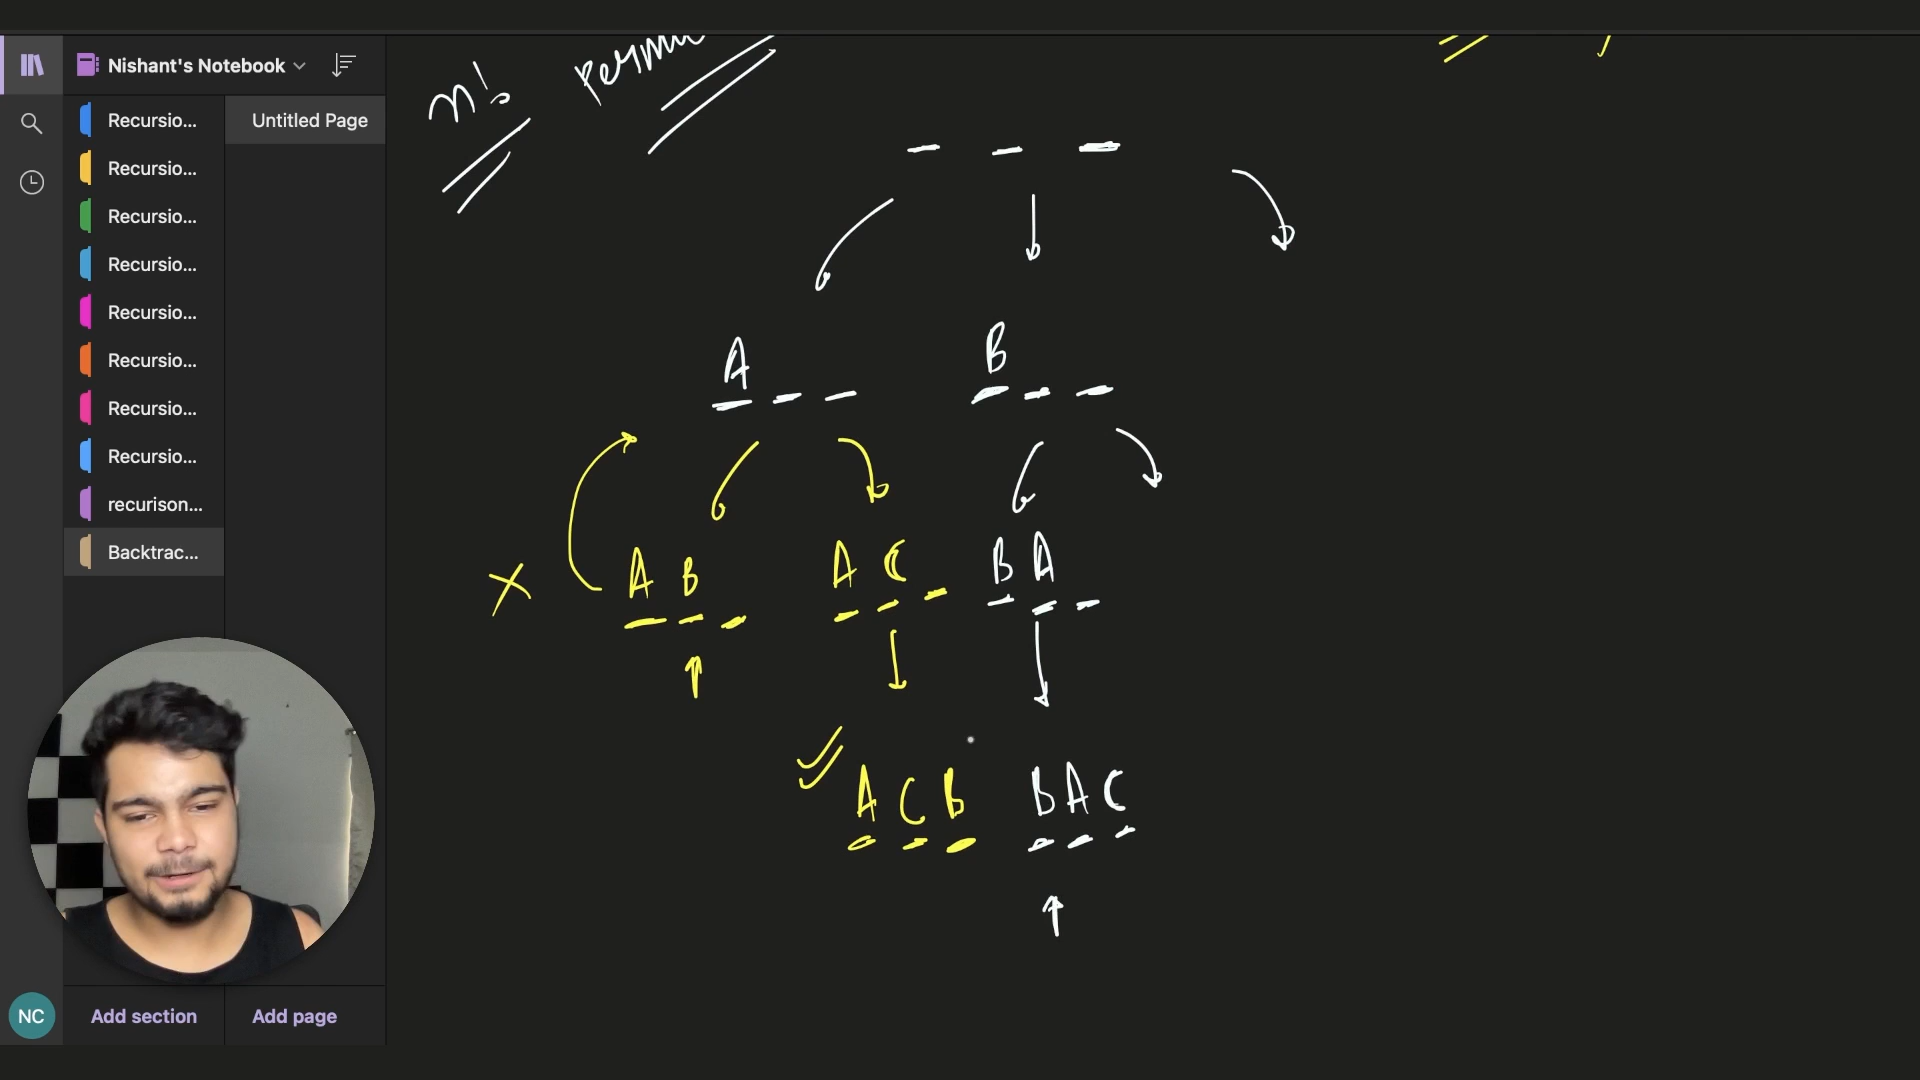 Nishant's Notebook
Recursio...
Untitled Page
Recursio...
Recursio...
Recursio...
Recursio...
Recursio...
Recursio...
Recursio...
recurison...
Backtrac...
NC
Add section
Add page
A
B
A B
A C
B A
A C B
B A C